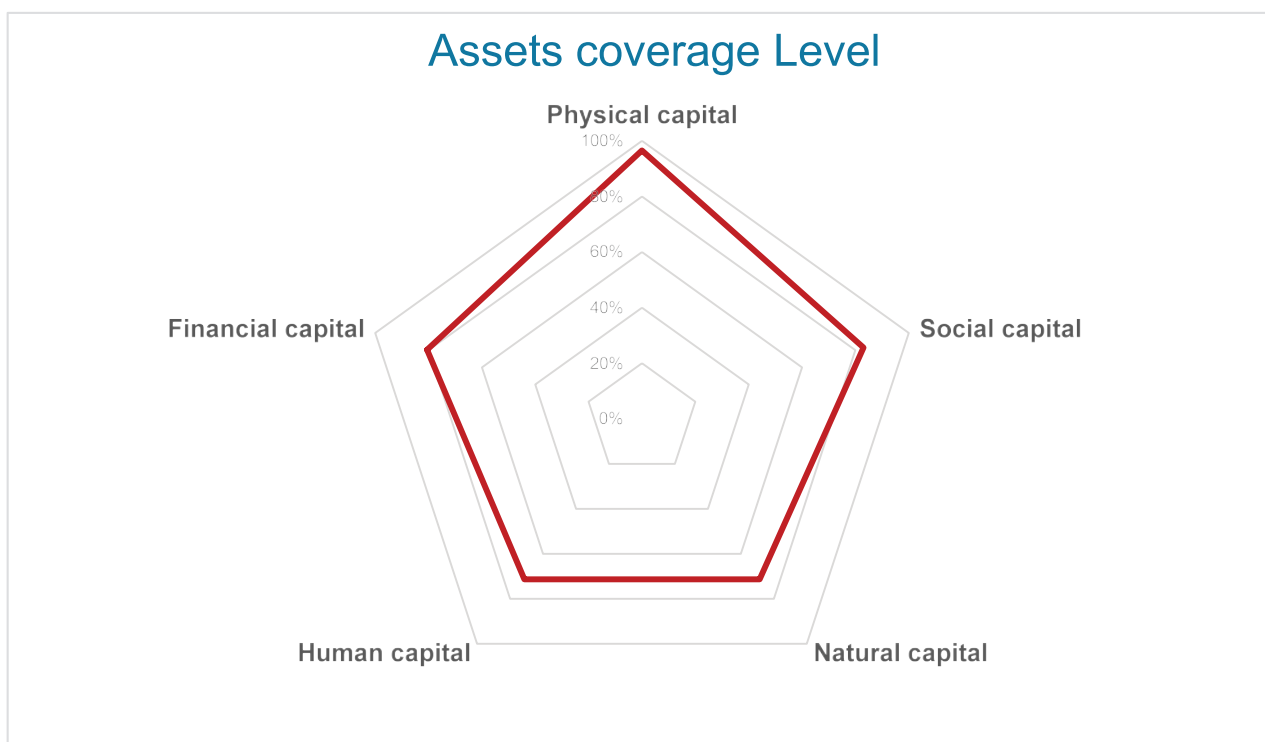 Assets coverage Level
Physical capital
100%
80%
60%
40%
20%
0%
Financial capital
Social capital
Human capital
Natural capital